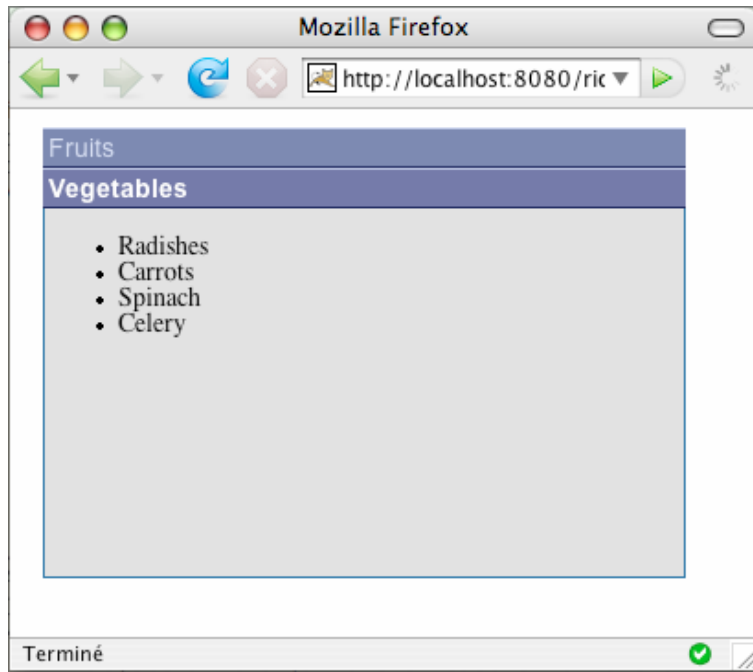 Mozilla Firefox
http://localhost:8080/ric
Fruits
Vegetables
Radishes
Carrots
Spinach
Celery
Terminé